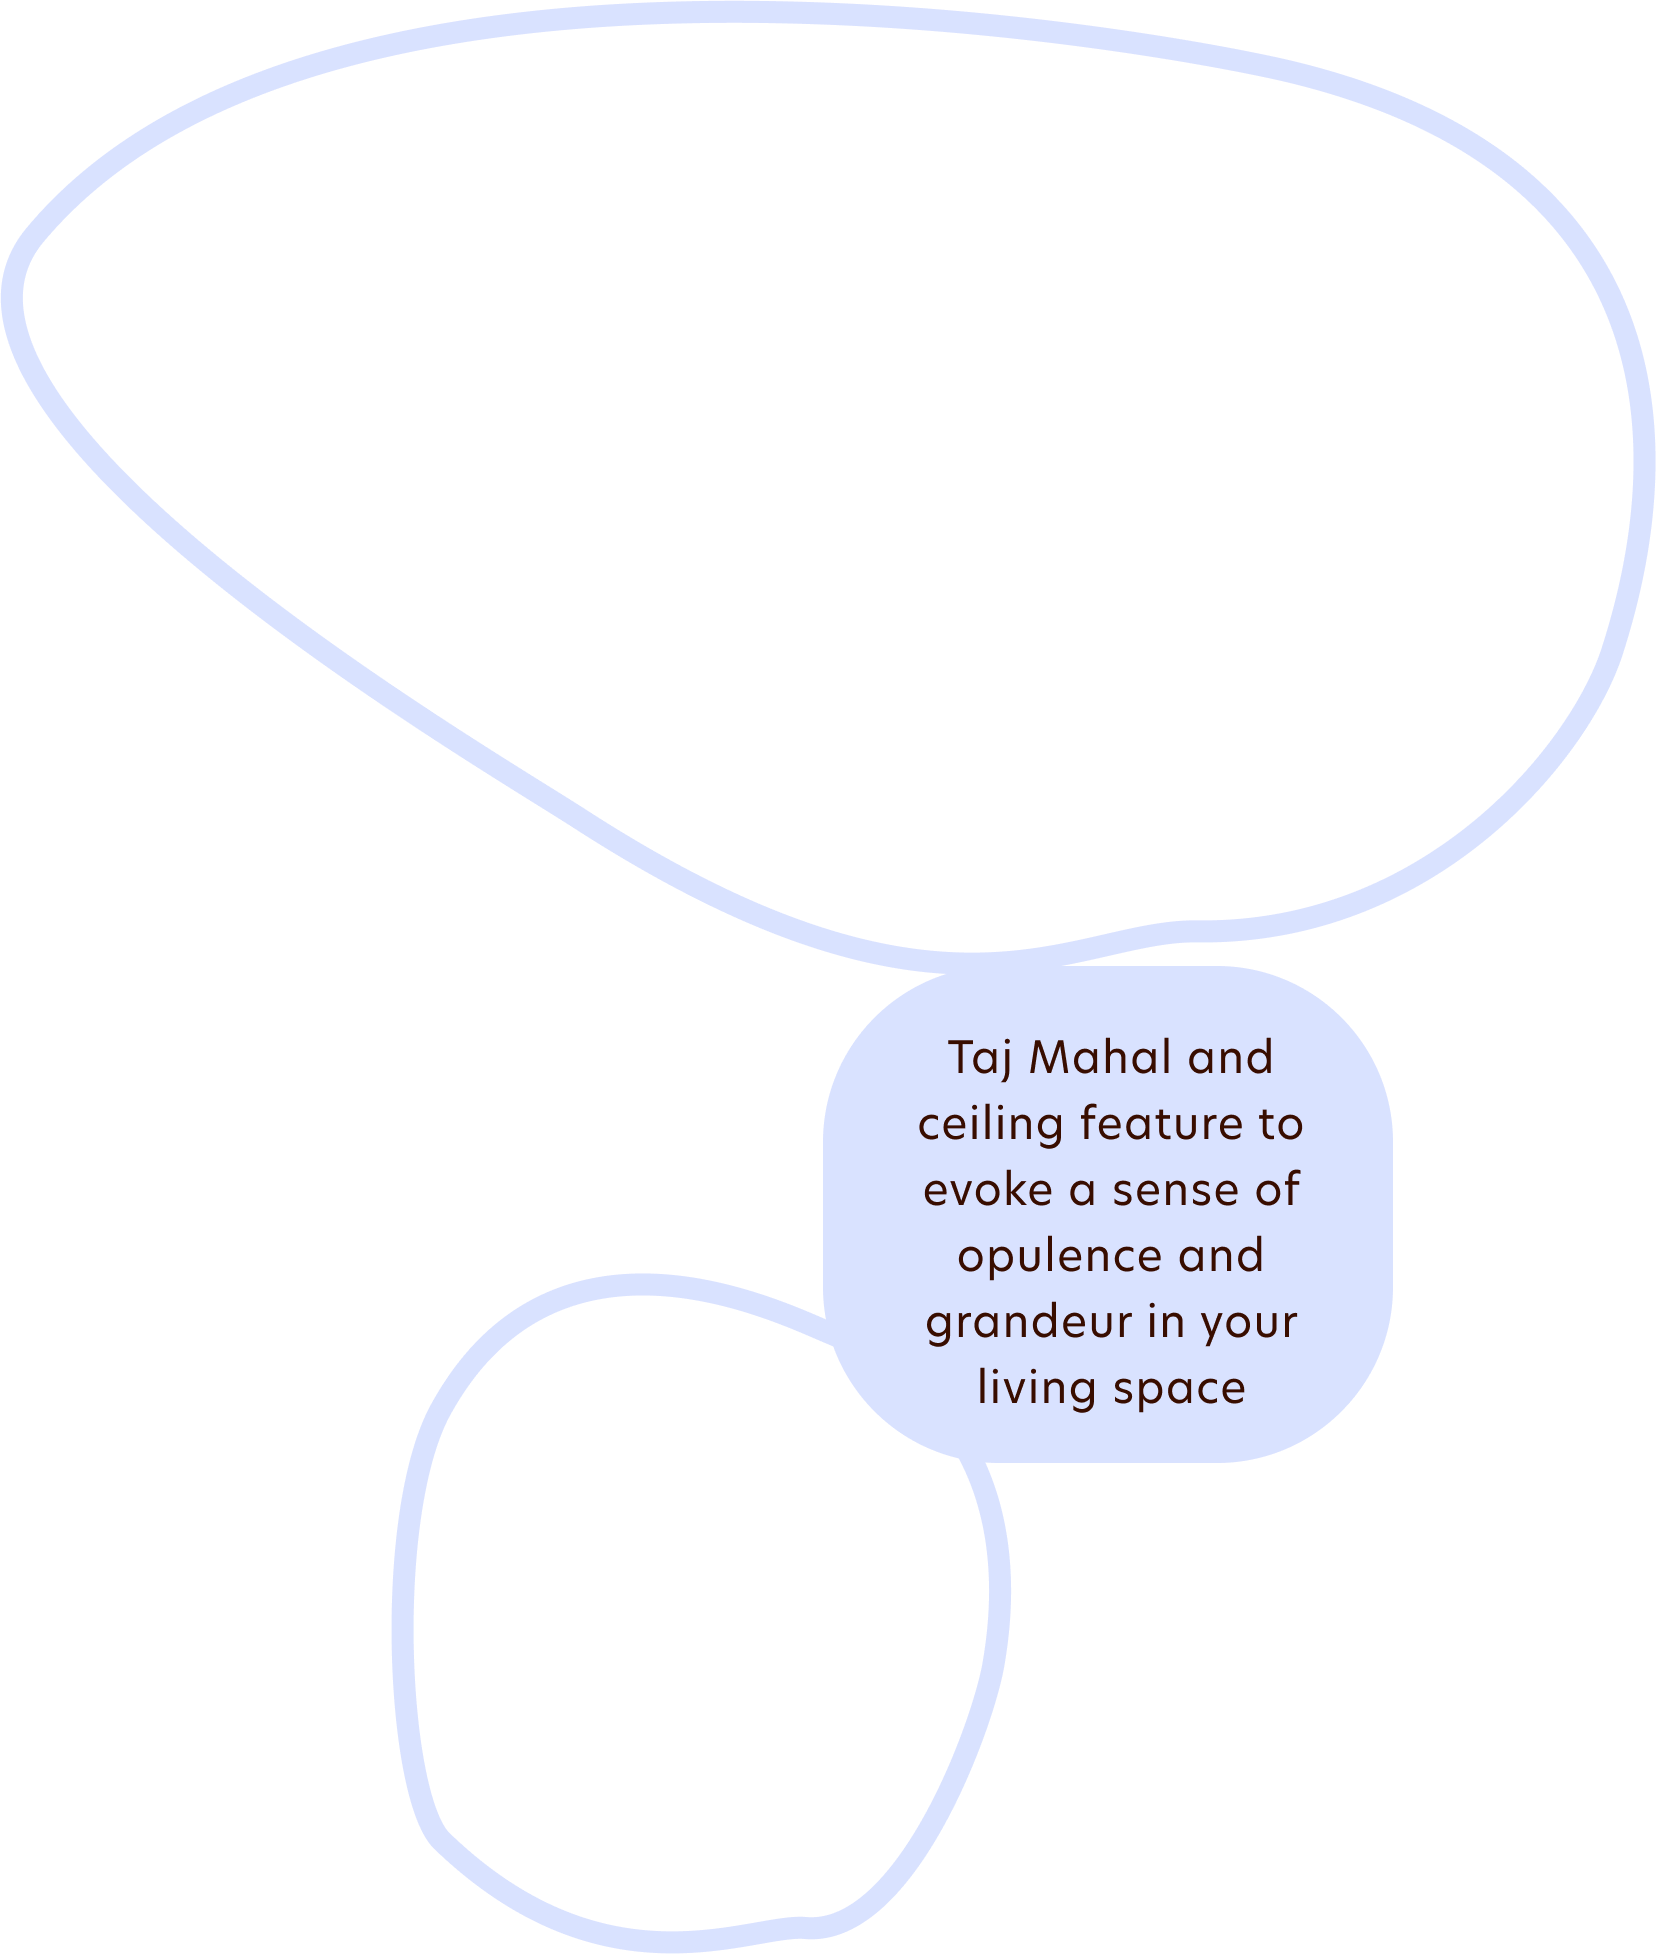 Taj Mahal and
ceiling feature to
evoke a sense of
opulence and
grandeur in your
living space